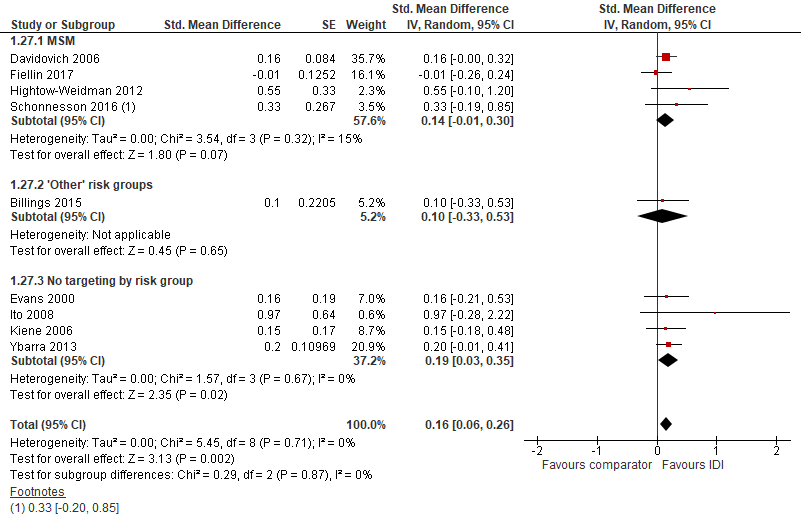 Std. Mean Difference Std. Mean Difference
Study or Subgroup Std. Mean Difference SE Weight IV, Random, 95% CI IV, Random, 95% CI
1.27.1 MSM
Davidovich 2006 0.16 0.084 35.7% 0.16 [-0.00, 0.32]
Fiellin 2017 -0.01 0.1252 16.1% -0.01 [-0.26, 0.24]
Hightow-Weidman 2012 0.55 0.33 2.3% 0.55 [-0.10, 1.20]
Schonnesson 2016 (1) 0.33 0.267 3.5% 0.33 [-0.19, 0.85]
Subtotal (95% CI) 57.6% 0.14 [-0.01, 0.30]
Heterogeneity: Tau² = 0.00; Chi² = 3.54, df = 3 (P = 0.32); I² = 15%
Test for overall effect: Z = 1.80 (P = 0.07)
1.27.2 'Other' risk groups
Billings 2015 0.1 0.2205 5.2% 0.10 [-0.33, 0.53]
Subtotal (95% CI) 5.2% 0.10 [-0.33, 0.53]
Heterogeneity: Not applicable
Test for overall effect: Z = 0.45 (P = 0.65)
1.27.3 No targeting by risk group
Evans 2000 0.16 0.19 7.0% 0.16 [-0.21, 0.53]
Ito 2008 0.97 0.64 0.6% 0.97 [-0.28, 2.22]
Kiene 2006 0.15 0.17 8.7% 0.15 [-0.18, 0.48]
Ybarra 2013 0.2 0.10969 20.9% 0.20 [-0.01, 0.41]
Subtotal (95% CI) 37.2% 0.19 [0.03, 0.35]
Heterogeneity: Tau² = 0.00; Chi² = 1.57, df = 3 (P = 0.67); I² = 0%
Test for overall effect: Z = 2.35 (P = 0.02)
Total (95% CI) 100.0% 0.16 [0.06, 0.26]
Heterogeneity: Tau² = 0.00; Chi² = 5.45, df = 8 (P = 0.71); I² = 0%
Test for overall effect: Z = 3.13 (P = 0.002)
Test for subgroup differences: Chi² = 0.29, df = 2 (P = 0.87), I² = 0%
-2 -1 0 1 2
Favours comparator Favours IDI
Footnotes
(1) 0.33 [-0.20, 0.85]